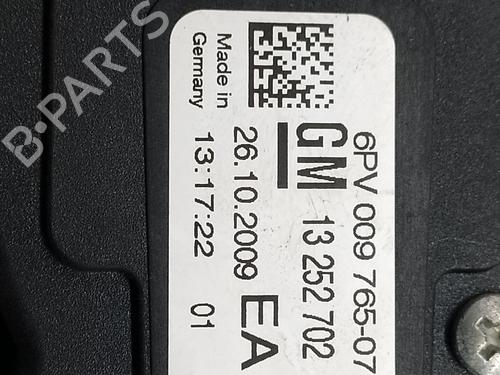 6PV 009 765-07
GM 13 252 702
EA
Made in
Germany
26.10.2009
13:17:22 01
B-PARTS